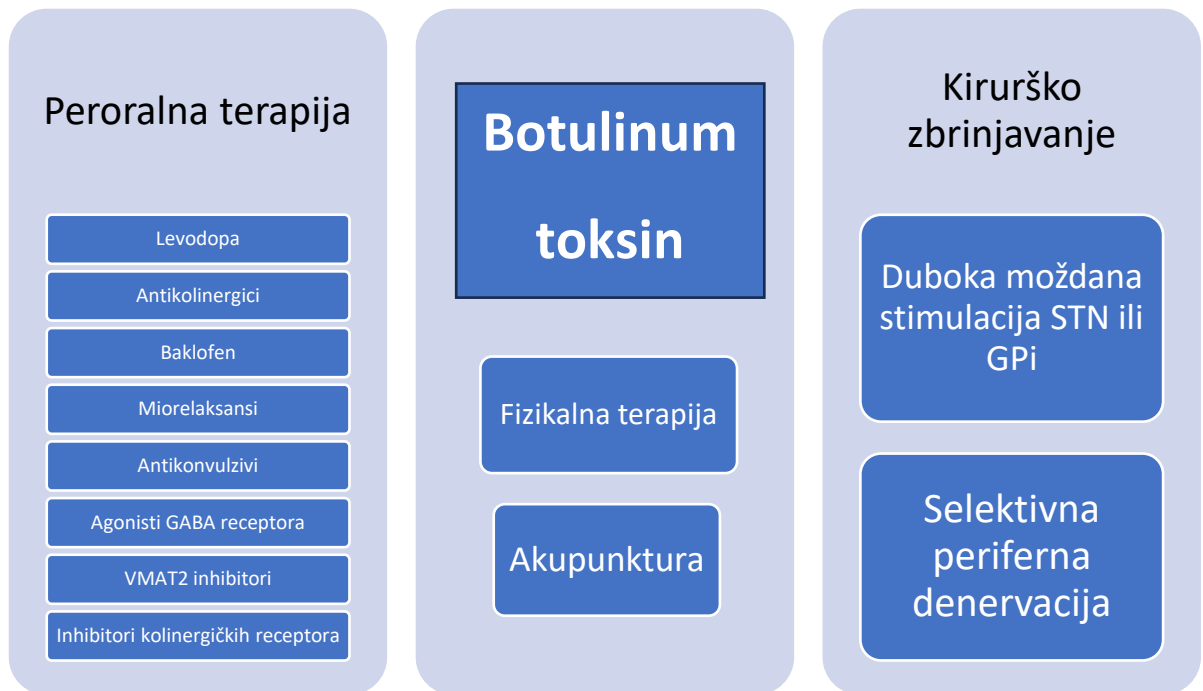 Peroralna terapija
Levodopa
Antikolinergici
Baklofen
Miorelaksansi
Antikonvulzivi
Agonisti GABA receptora
VMAT2 inhibitori
Inhibitori kolinergičkih receptora
Botulinum
toksin
Fizikalna terapija
Akupunktura
Kirurško
zbrinjavanje
Duboka moždana
stimulacija STN ili
GPi
Selektivna
periferna
denervacija